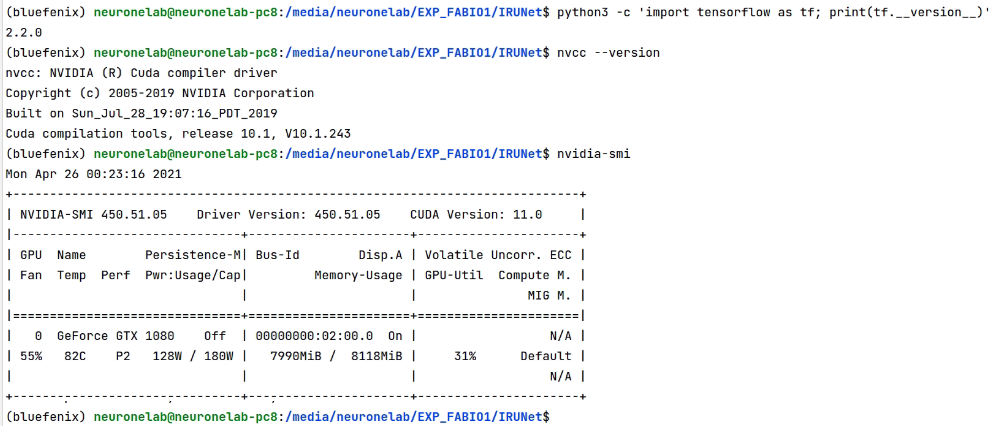 (bluefenix) neuronelab@neuronelab-pc8:/media/neuronelab/EXP_FABIO1/IRUNet$ python3 -c 'import tensorflow as tf; print(tf.__version__)'
2.2.0
(bluefenix) neuronelab@neuronelab-pc8:/media/neuronelab/EXP_FABIO1/IRUNet$ nvcc --version
nvcc: NVIDIA (R) Cuda compiler driver
Copyright (c) 2005-2019 NVIDIA Corporation
Built on Sun_Jul_28_19:07:16_PDT_2019
Cuda compilation tools, release 10.1, V10.1.243
(bluefenix) neuronelab@neuronelab-pc8:/media/neuronelab/EXP_FABIO1/IRUNet$ nvidia-smi
Mon Apr 26 00:23:16 2021
+-----------------------------------------------------------------------------+
| NVIDIA-SMI 450.51.05    Driver Version: 450.51.05    CUDA Version: 11.0     |
|-------------------------------+----------------------+----------------------+
| GPU  Name        Persistence-M| Bus-Id        Disp.A | Volatile Uncorr. ECC |
| Fan  Temp  Perf  Pwr:Usage/Cap|         Memory-Usage | GPU-Util  Compute M. |
|                               |                      |               MIG M. |
|===============================+======================+======================|
|   0  GeForce GTX 1080    Off  | 00000000:02:00.0  On |                  N/A |
| 55%   82C    P2   128W / 180W |   7990MiB /  8118MiB |     31%      Default |
|                               |                      |                  N/A |
+-------------------------------+----------------------+----------------------+
(bluefenix) neuronelab@neuronelab-pc8:/media/neuronelab/EXP_FABIO1/IRUNet$